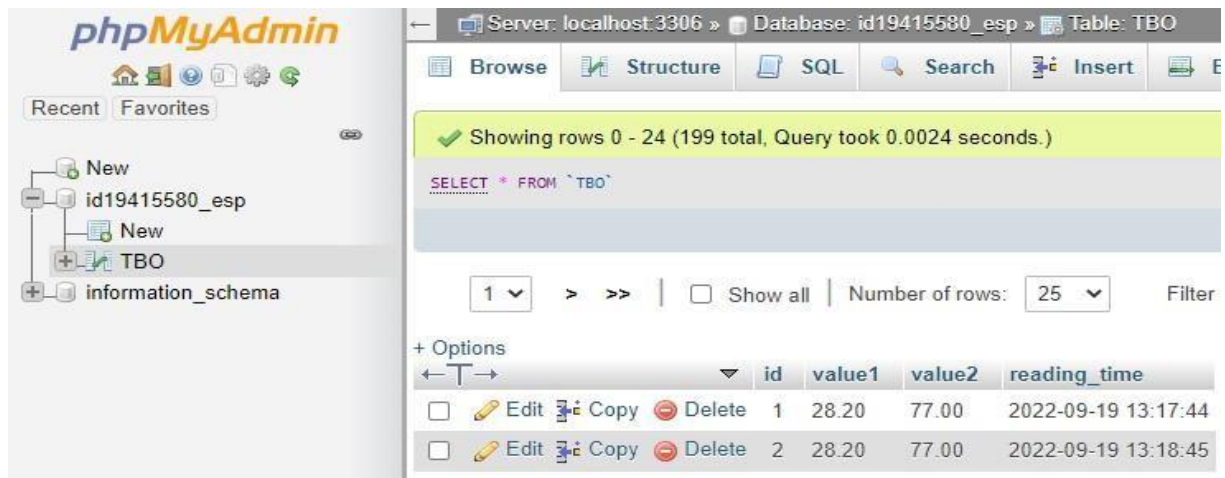 phpMyAdmin
Recent Favorites
New
id19415580_esp
New
TBO
information_schema
Server: localhost:3306 » Database: id19415580_esp » Table: TBO
Browse Structure SQL Search Insert E
Showing rows 0 - 24 (199 total, Query took 0.0024 seconds.)
SELECT * FROM `TBO`
1 > >> | Show all | Number of rows: 25 Filter
+ Options
←T→ id value1 value2 reading_time
Edit Copy Delete 1 28.20 77.00 2022-09-19 13:17:44
Edit Copy Delete 2 28.20 77.00 2022-09-19 13:18:45